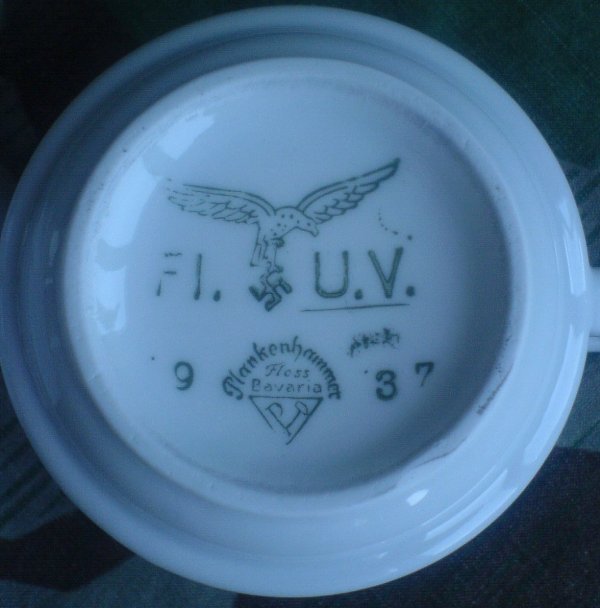 Fl. U.V.
Plankenhammer
Floss
Bavaria
9 37